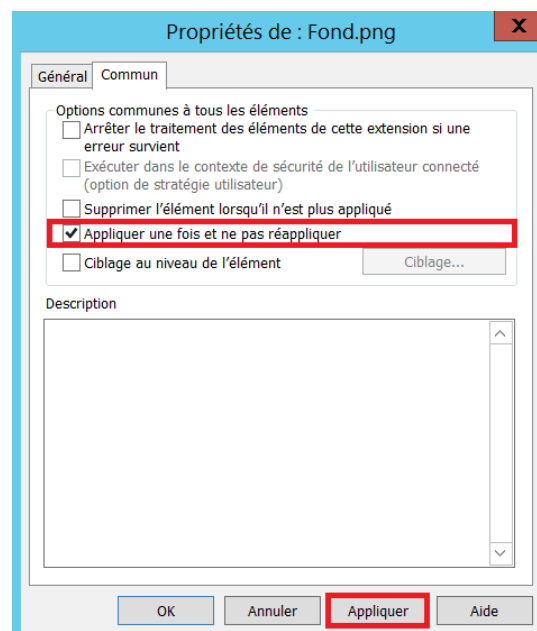 Propriétés de : Fond.png
X
Général Commun
Options communes à tous les éléments
Arrêter le traitement des éléments de cette extension si une
erreur survient
Exécuter dans le contexte de sécurité de l'utilisateur connecté
(option de stratégie utilisateur)
Supprimer l'élément lorsqu'il n'est plus appliqué
Appliquer une fois et ne pas réappliquer
Ciblage au niveau de l'élément Ciblage...
Description
OK Annuler Appliquer Aide